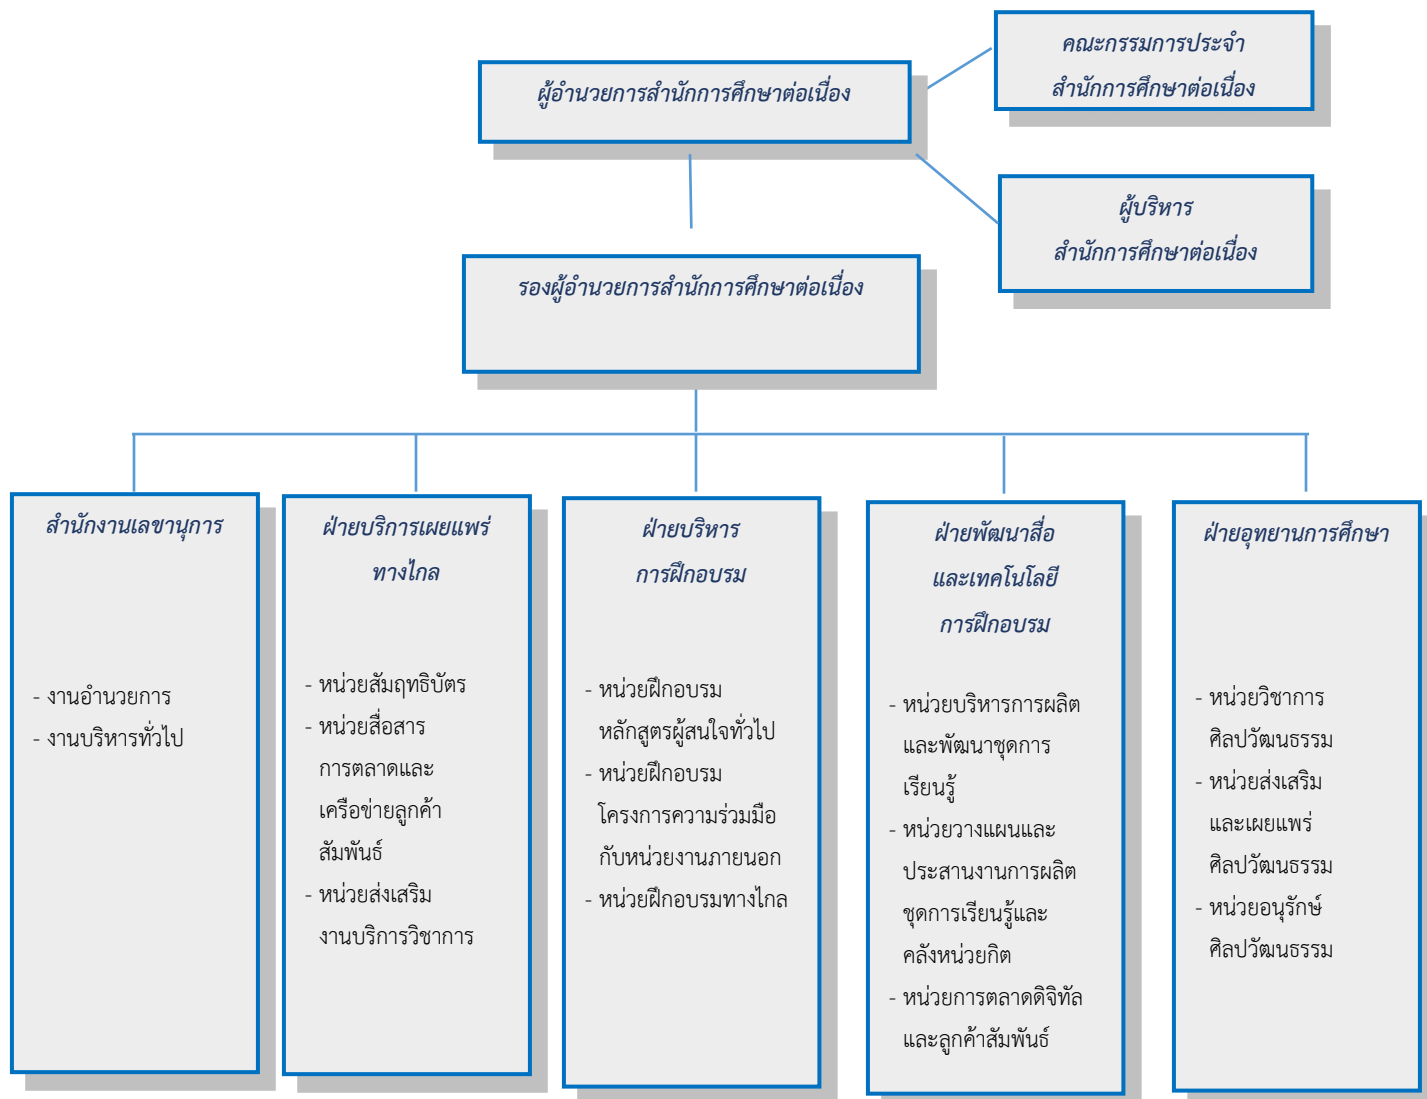 คณะกรรมการประจำ
สำนักการศึกษาต่อเนื่อง
ผู้อำนวยการสำนักการศึกษาต่อเนื่อง
ผู้บริหาร
สำนักการศึกษาต่อเนื่อง
รองผู้อำนวยการสำนักการศึกษาต่อเนื่อง
สำนักงานเลขานุการ
- งานอำนวยการ
- งานบริหารทั่วไป
ฝ่ายบริการเผยแพร่
ทางไกล
- หน่วยสัมฤทธิบัตร
- หน่วยสื่อสาร
การตลาดและ
เครือข่ายลูกค้า
สัมพันธ์
- หน่วยส่งเสริม
งานบริการวิชาการ
ฝ่ายบริหาร
การฝึกอบรม
- หน่วยฝึกอบรม
หลักสูตรผู้สนใจทั่วไป
- หน่วยฝึกอบรม
โครงการความร่วมมือ
กับหน่วยงานภายนอก
- หน่วยฝึกอบรมทางไกล
ฝ่ายพัฒนาสื่อ
และเทคโนโลยี
การฝึกอบรม
- หน่วยบริหารการผลิต
และพัฒนาชุดการ
เรียนรู้
- หน่วยวางแผนและ
ประสานงานการผลิต
ชุดการเรียนรู้และ
คลังหน่วยกิต
- หน่วยการตลาดดิจิทัล
และลูกค้าสัมพันธ์
ฝ่ายอุทยานการศึกษา
- หน่วยวิชาการ
ศิลปวัฒนธรรม
- หน่วยส่งเสริม
และเผยแพร่
ศิลปวัฒนธรรม
- หน่วยอนุรักษ์
ศิลปวัฒนธรรม